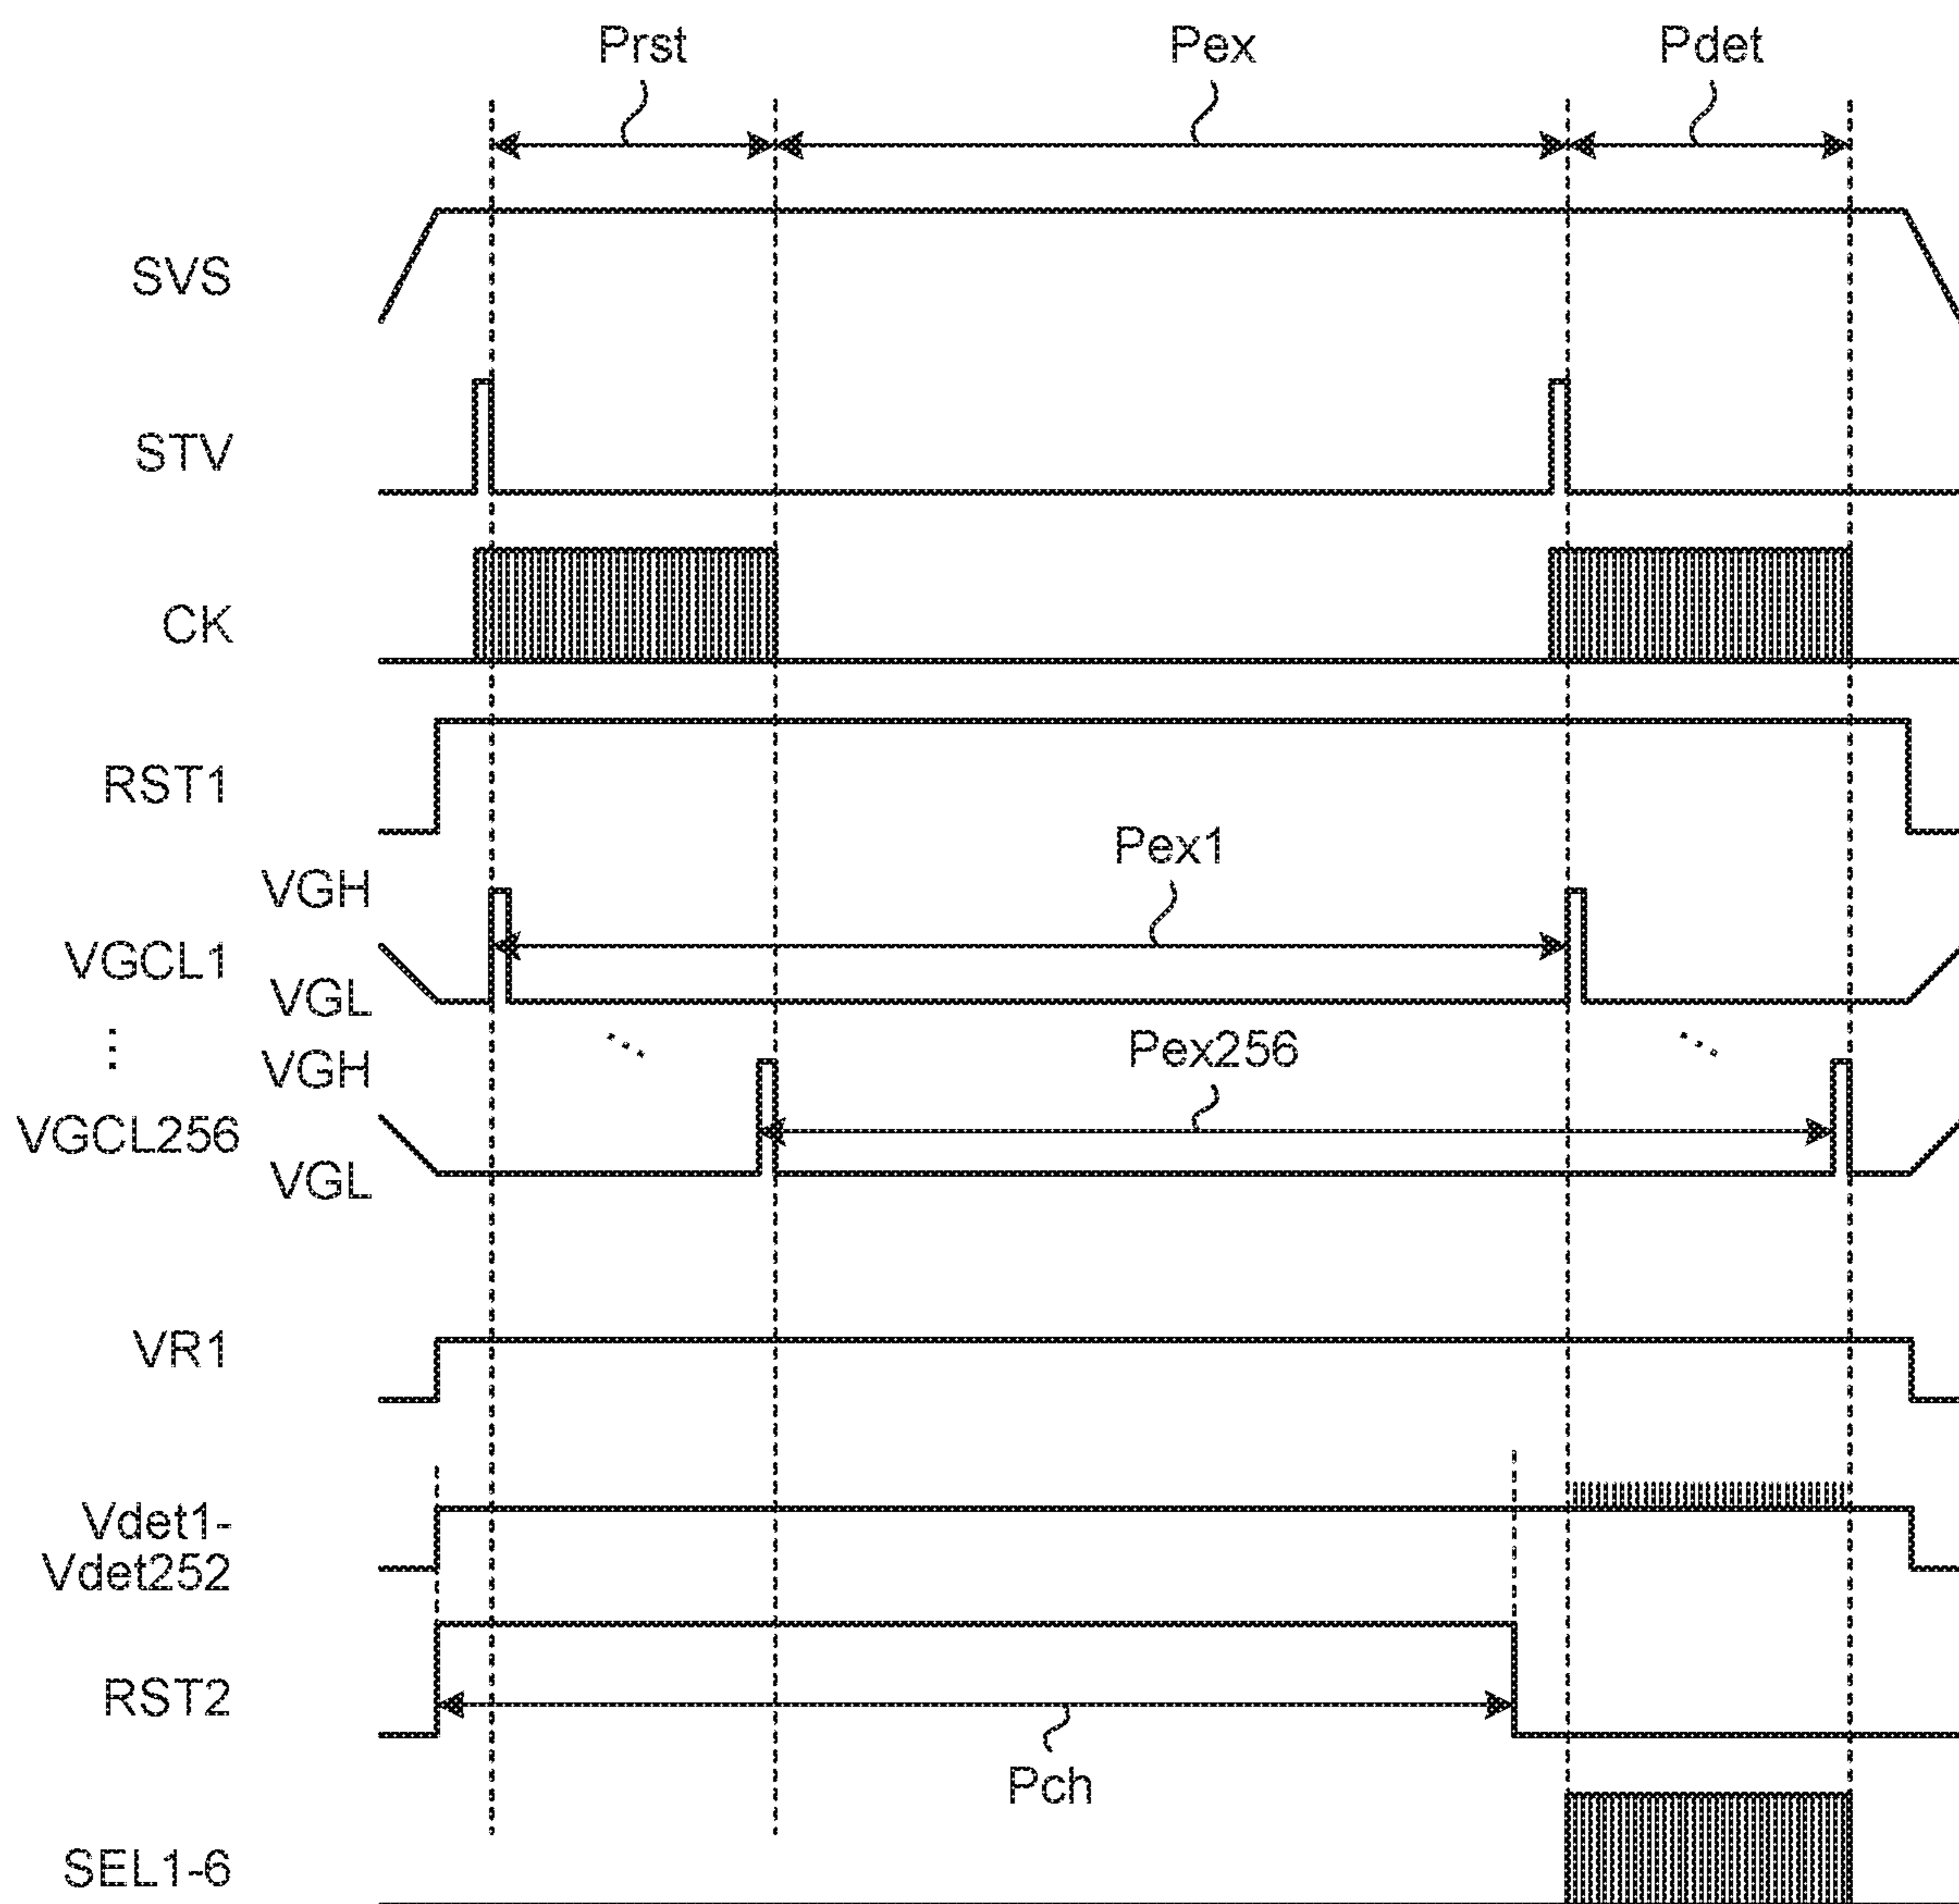 Prst Pex Pdet
SVS
STV
CK
RST1
Pex1
VGH
VGCL1
VGL
Pex256
VGH
VGCL256
VGL
VR1
Vdet1-
Vdet252
RST2
Pch
SEL1-6